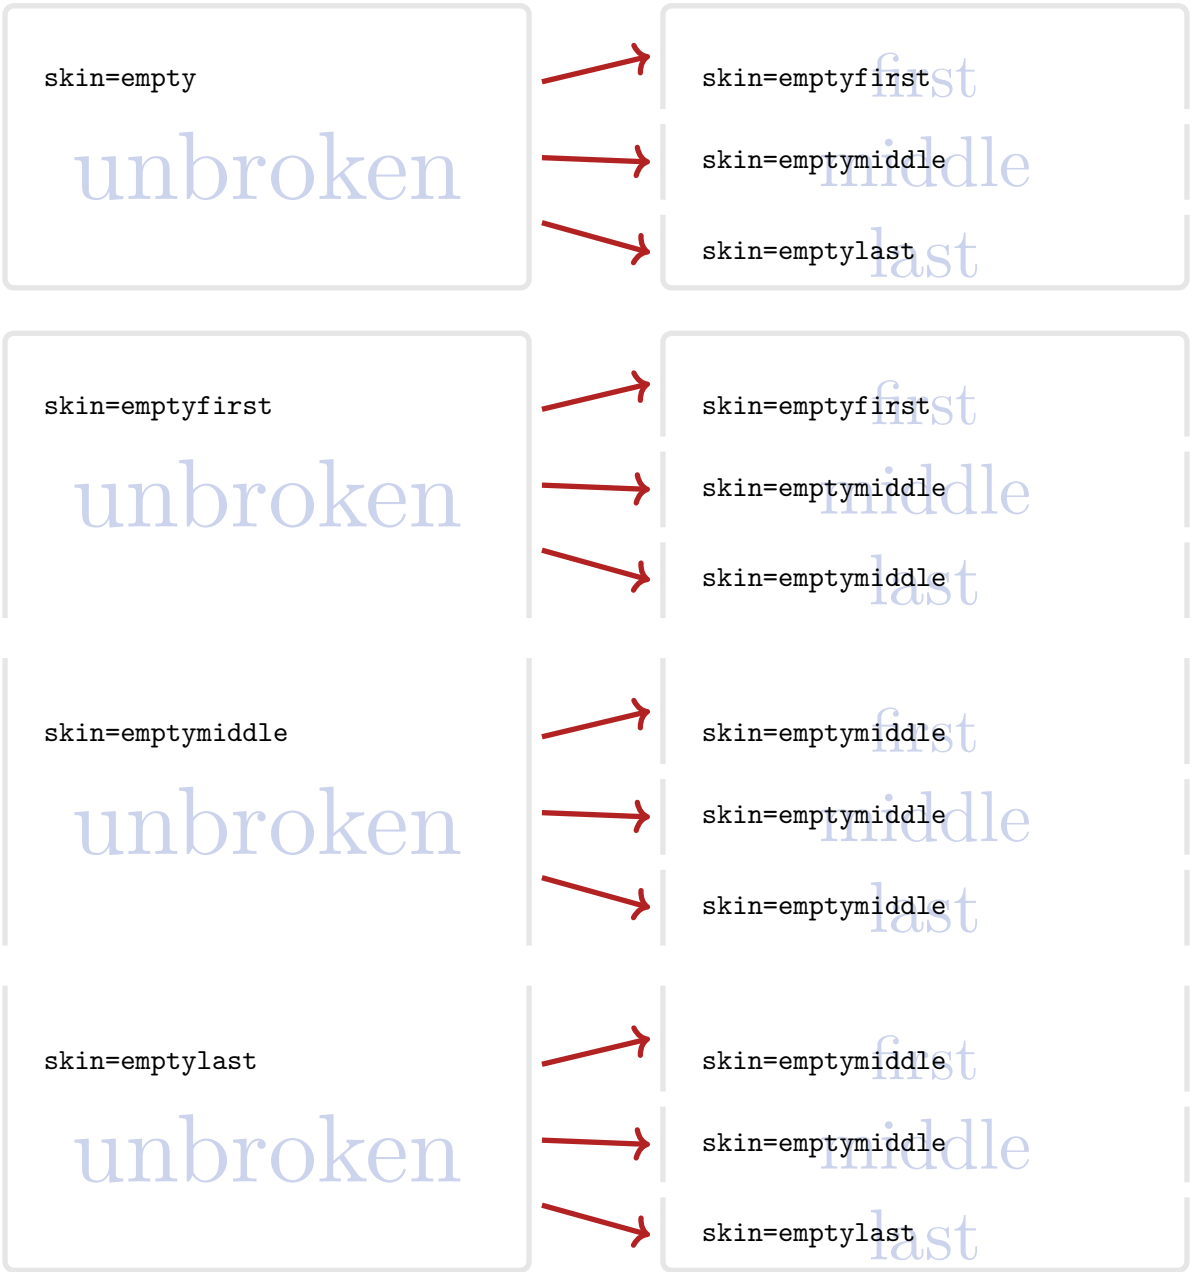 skin=empty
unbroken
skin=emptyfirst
first
skin=emptymiddle
middle
skin=emptylast
last
skin=emptyfirst
unbroken
skin=emptyfirst
first
skin=emptymiddle
middle
skin=emptymiddle
last
skin=emptymiddle
unbroken
skin=emptymiddle
first
skin=emptymiddle
middle
skin=emptymiddle
last
skin=emptylast
unbroken
skin=emptymiddle
first
skin=emptymiddle
middle
skin=emptylast
last